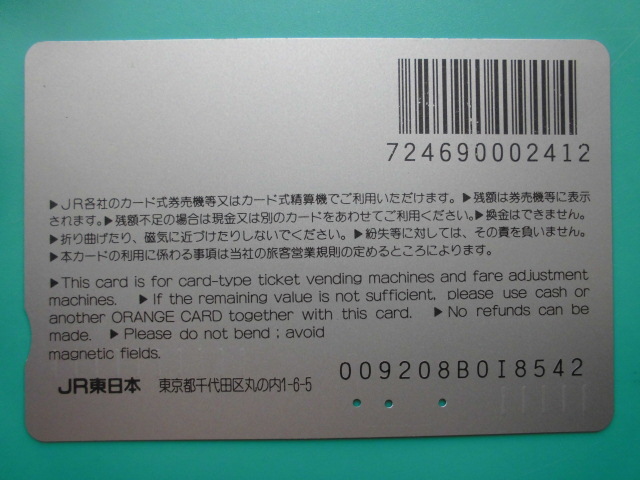 724690002412
▶JR各社のカード式券売機等又はカード式精算機でご利用いただけます。▶残額は券売機等に表示
されます。▶残額不足の場合は現金又は別のカードをあわせてご利用ください。▶換金はできません。
▶折り曲げたり、磁気に近づけたりしないでください。▶紛失等に対しては、その責を負いません。
▶本カードの利用に係わる事項は当社の旅客営業規則の定めるところによります。
▶This card is for card-type ticket vending machines and fare adjustment
machines. ▶If the remaining value is not sufficient, please use cash or
another ORANGE CARD together with this card. ▶No refunds can be
made. ▶Please do not bend; avoid
magnetic fields.
009208B0I8542
JR東日本 東京都千代田区丸の内1-6-5